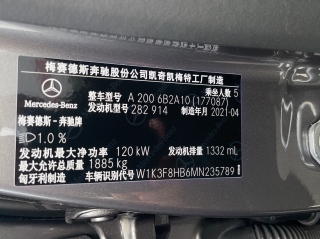 梅赛德斯奔驰股份公司凯奇凯梅特工厂制造
乘坐人数 5
Mercedes-Benz
整车型号 A 200 6B2A10 (177087)
发动机型号 282 914 制造年月 2021-04
梅赛德斯－奔驰牌
1.0 %
发动机最大净功率 120 kW 发动机排量 1332 mL
最大允许总质量 1885 kg
匈牙利制造 车辆识别代号 W1K3F8HB6MN235789